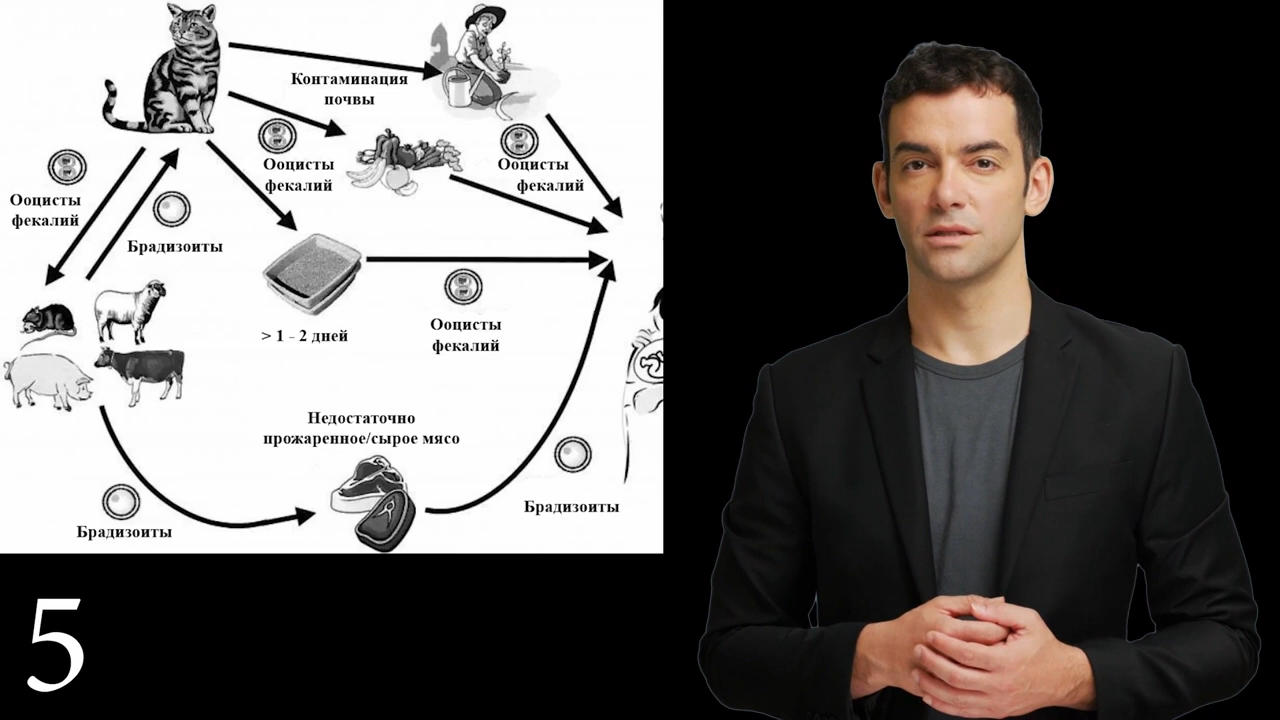 Контаминация
почвы
Ооцисты
фекалий
Ооцисты
фекалий
Ооцисты
фекалий
Брадизоиты
> 1 - 2 дней
Ооцисты
фекалий
Недостаточно
прожаренное/сырое мясо
Брадизоиты
Брадизоиты
5